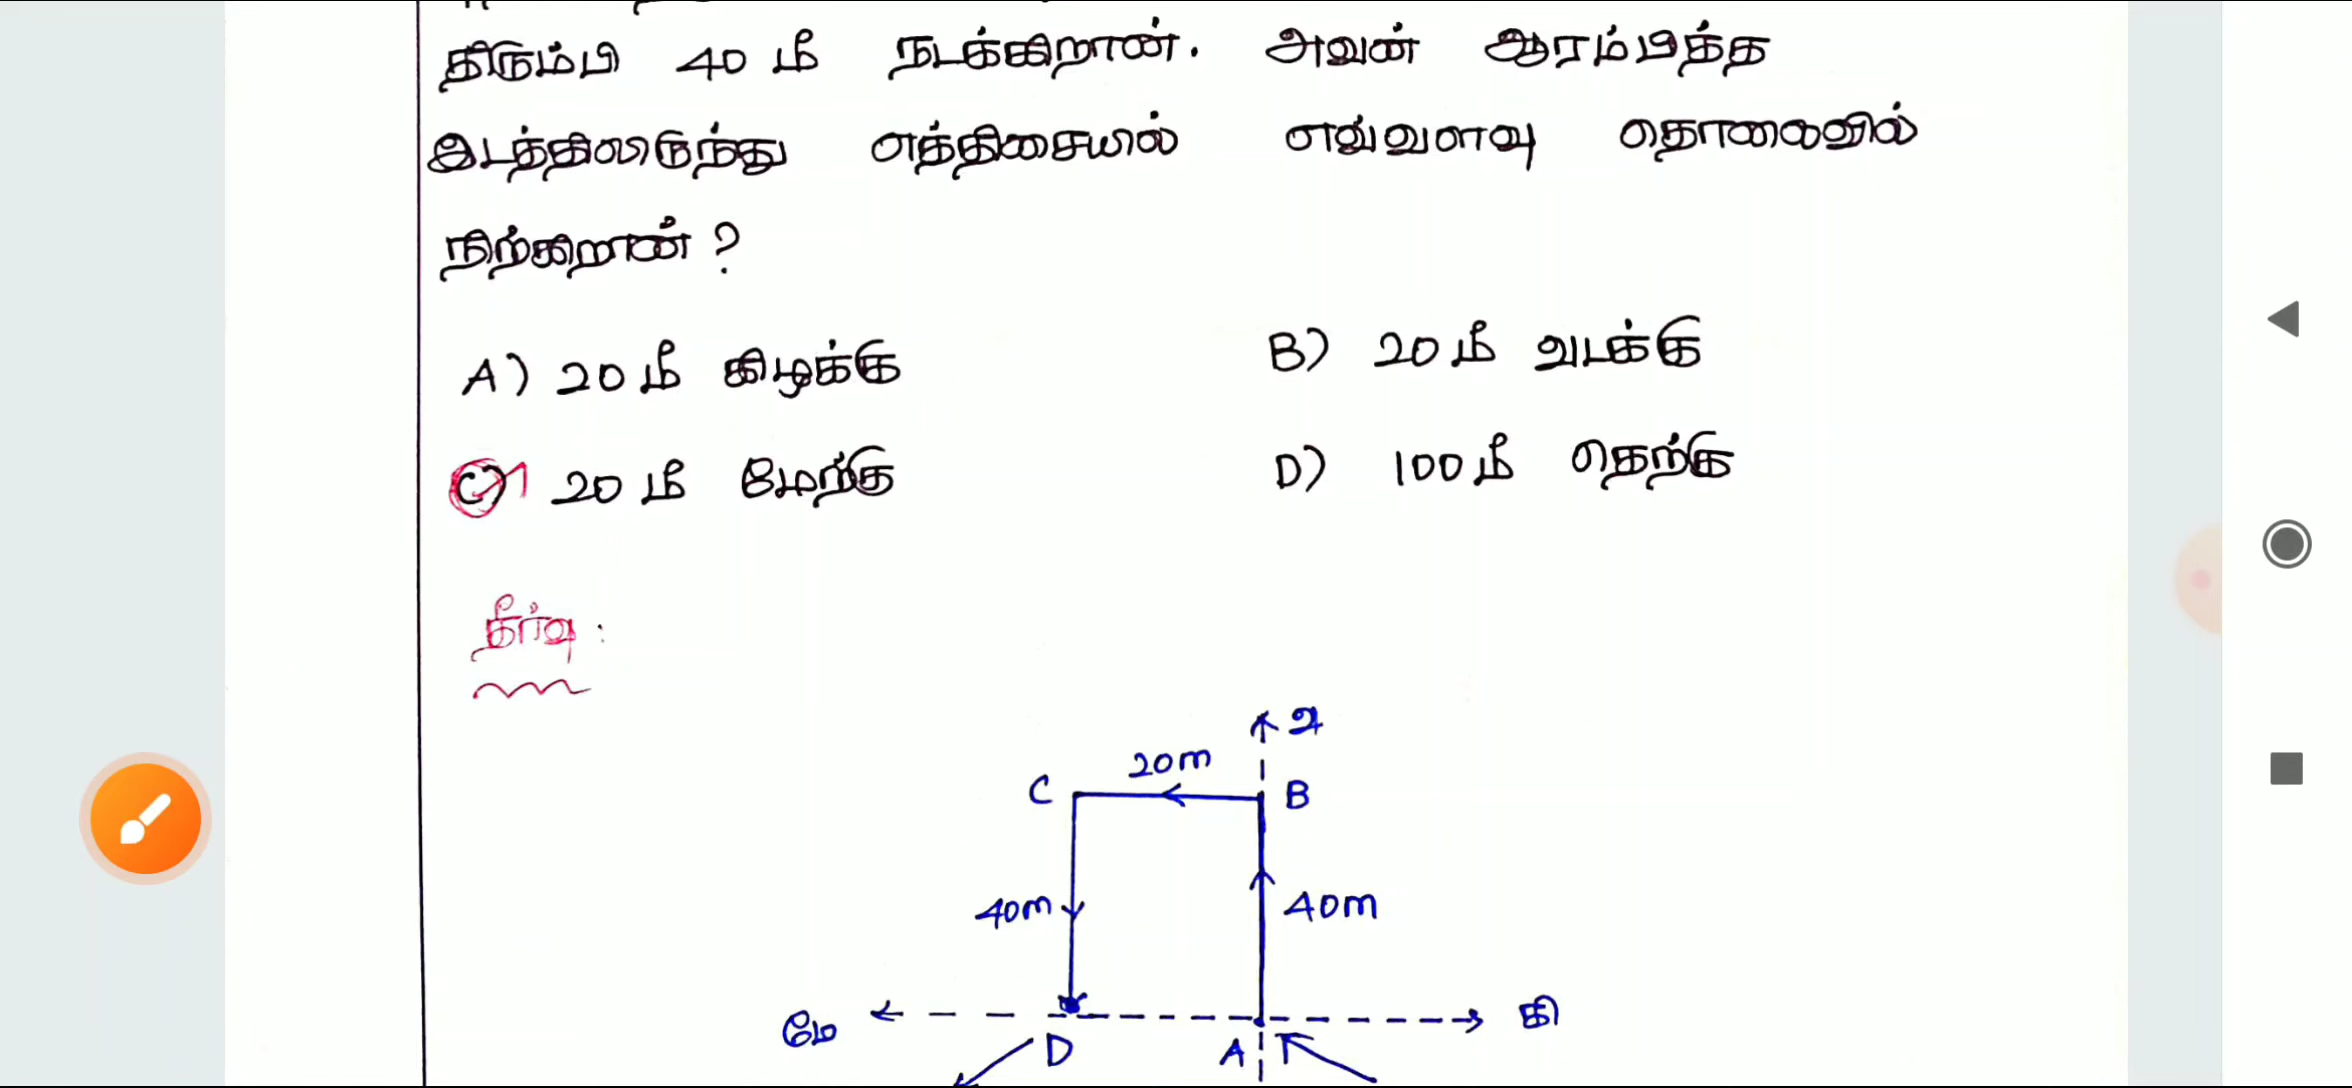 திரும்பி 40 மீ நடக்கிறான். அவன் ஆரம்பித்த
இடத்திலிருந்து எத்திசையில் எவ்வளவு தொலைவில்
நிற்கிறான் ?
A) 20 மீ கிழக்கு
B) 20 மீ வடக்கு
C) 20 மீ மேற்கு
D) 100 மீ தெற்கு
தீர்வு :
வ
20m
C
B
40m
40m
மே
கி
D
A